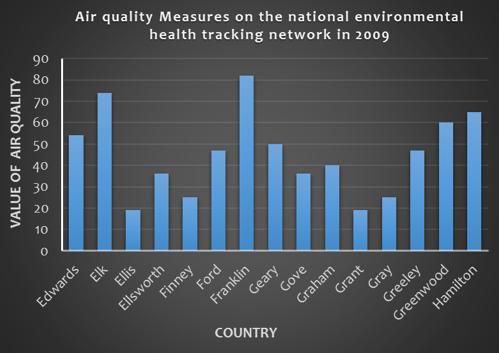 Air quality Measures on the national environmental
health tracking network in 2009
VALUE OF AIR QUALITY
90
80
70
60
50
40
30
20
10
0
Edwards
Elk
Ellis
Ellsworth
Finney
Ford
Franklin
Geary
Gove
Graham
Grant
Gray
Greeley
Greenwood
Hamilton
COUNTRY